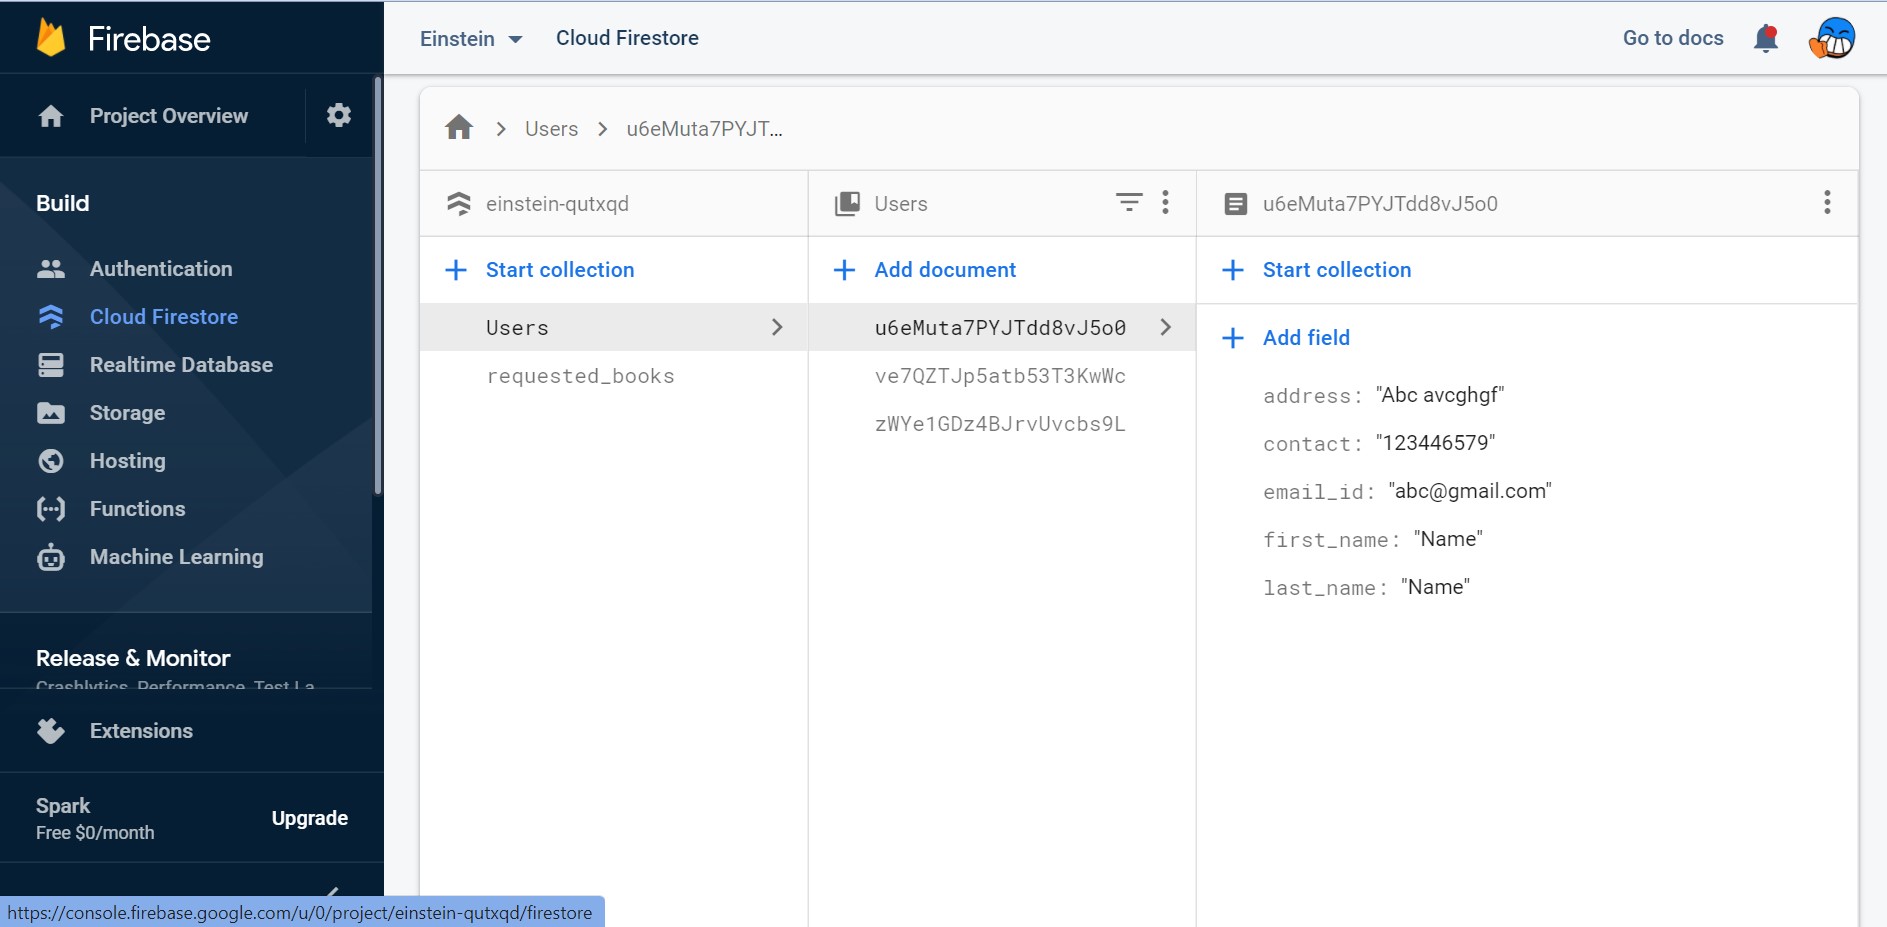 Firebase
Einstein
Cloud Firestore
Go to docs
Project Overview
Users
u6eMuta7PYJT...
Build
einstein-qutxqd
Users
u6eMuta7PYJTdd8vJ5o0
Authentication
Start collection
Add document
Start collection
Cloud Firestore
Users
u6eMuta7PYJTdd8vJ5o0
Add field
Realtime Database
requested_books
ve7QZTJp5atb53T3KwWc
address: "Abc avcghgf"
Storage
zWYe1GDz4BJrvUvcbs9L
contact: "123446579"
Hosting
email_id: "abc@gmail.com"
Functions
first_name: "Name"
Machine Learning
last_name: "Name"
Release & Monitor
Crashlytics, Performance, Test La
Extensions
Spark
Free $0/month
Upgrade
https://console.firebase.google.com/u/0/project/einstein-qutxqd/firestore